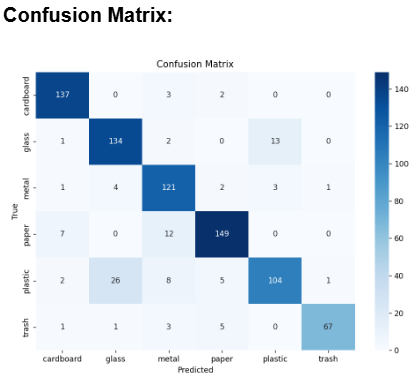 Confusion Matrix:
Confusion Matrix
cardboard 137 0 3 2 0 0
140
glass 1 134 2 0 13 0
120
100
metal 1 4 121 2 3 1
80
True
paper 7 0 12 149 0 0
60
plastic 2 26 8 5 104 1
40
20
trash 1 1 3 5 0 67
0
cardboard glass metal paper plastic trash
Predicted